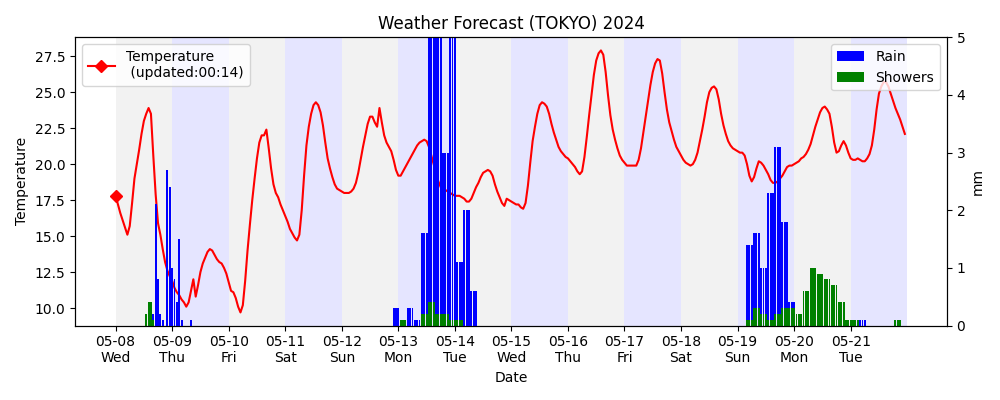 Weather Forecast (TOKYO) 2024
Temperature
(updated:00:14)
Rain
Showers
Temperature
27.5
25.0
22.5
20.0
17.5
15.0
12.5
10.0
5
4
3
2
1
0
mm
05-08 05-09 05-10 05-11 05-12 05-13 05-14 05-15 05-16 05-17 05-18 05-19 05-20 05-21
Wed Thu Fri Sat Sun Mon Tue Wed Thu Fri Sat Sun Mon Tue
Date